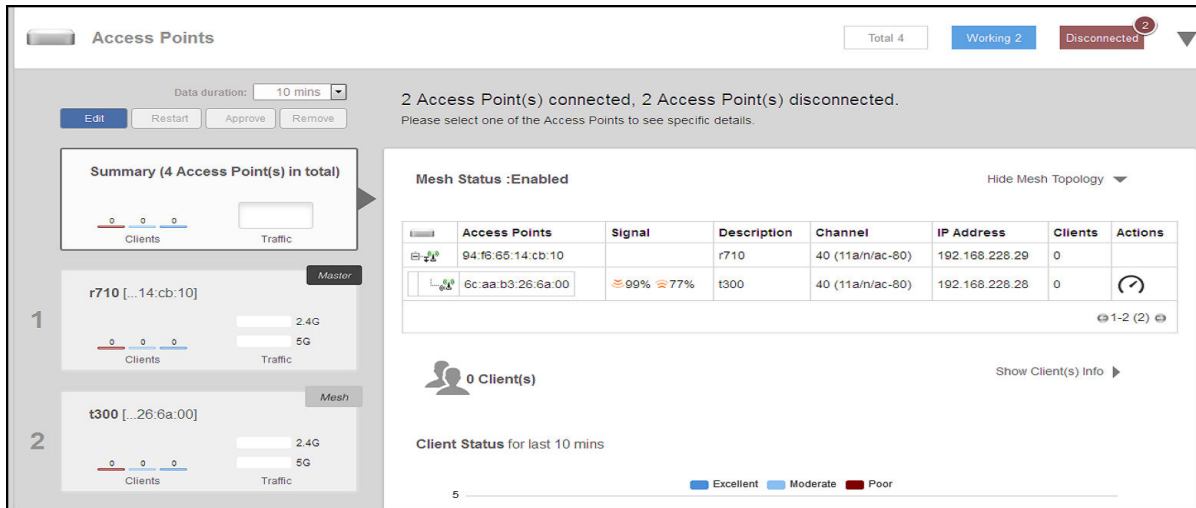 Access Points
Total 4
Working 2
Disconnected
2
Data duration: 10 mins
Edit Restart Approve Remove
2 Access Point(s) connected, 2 Access Point(s) disconnected.
Please select one of the Access Points to see specific details.
Summary (4 Access Point(s) in total)
0 0 0
Clients Traffic
1
Master
r710 [...14:cb:10]
2.4G
5G
0 0 0
Clients Traffic
2
Mesh
t300 [...26:6a:00]
2.4G
5G
0 0 0
Clients Traffic
Mesh Status :Enabled
Hide Mesh Topology
Access Points Signal Description Channel IP Address Clients Actions
94:f6:65:14:cb:10 r710 40 (11a/n/ac-80) 192.168.228.29 0
6c:aa:b3:26:6a:00 99% 77% t300 40 (11a/n/ac-80) 192.168.228.28 0
1-2 (2)
0 Client(s)
Show Client(s) Info
Client Status for last 10 mins
Excellent Moderate Poor
5